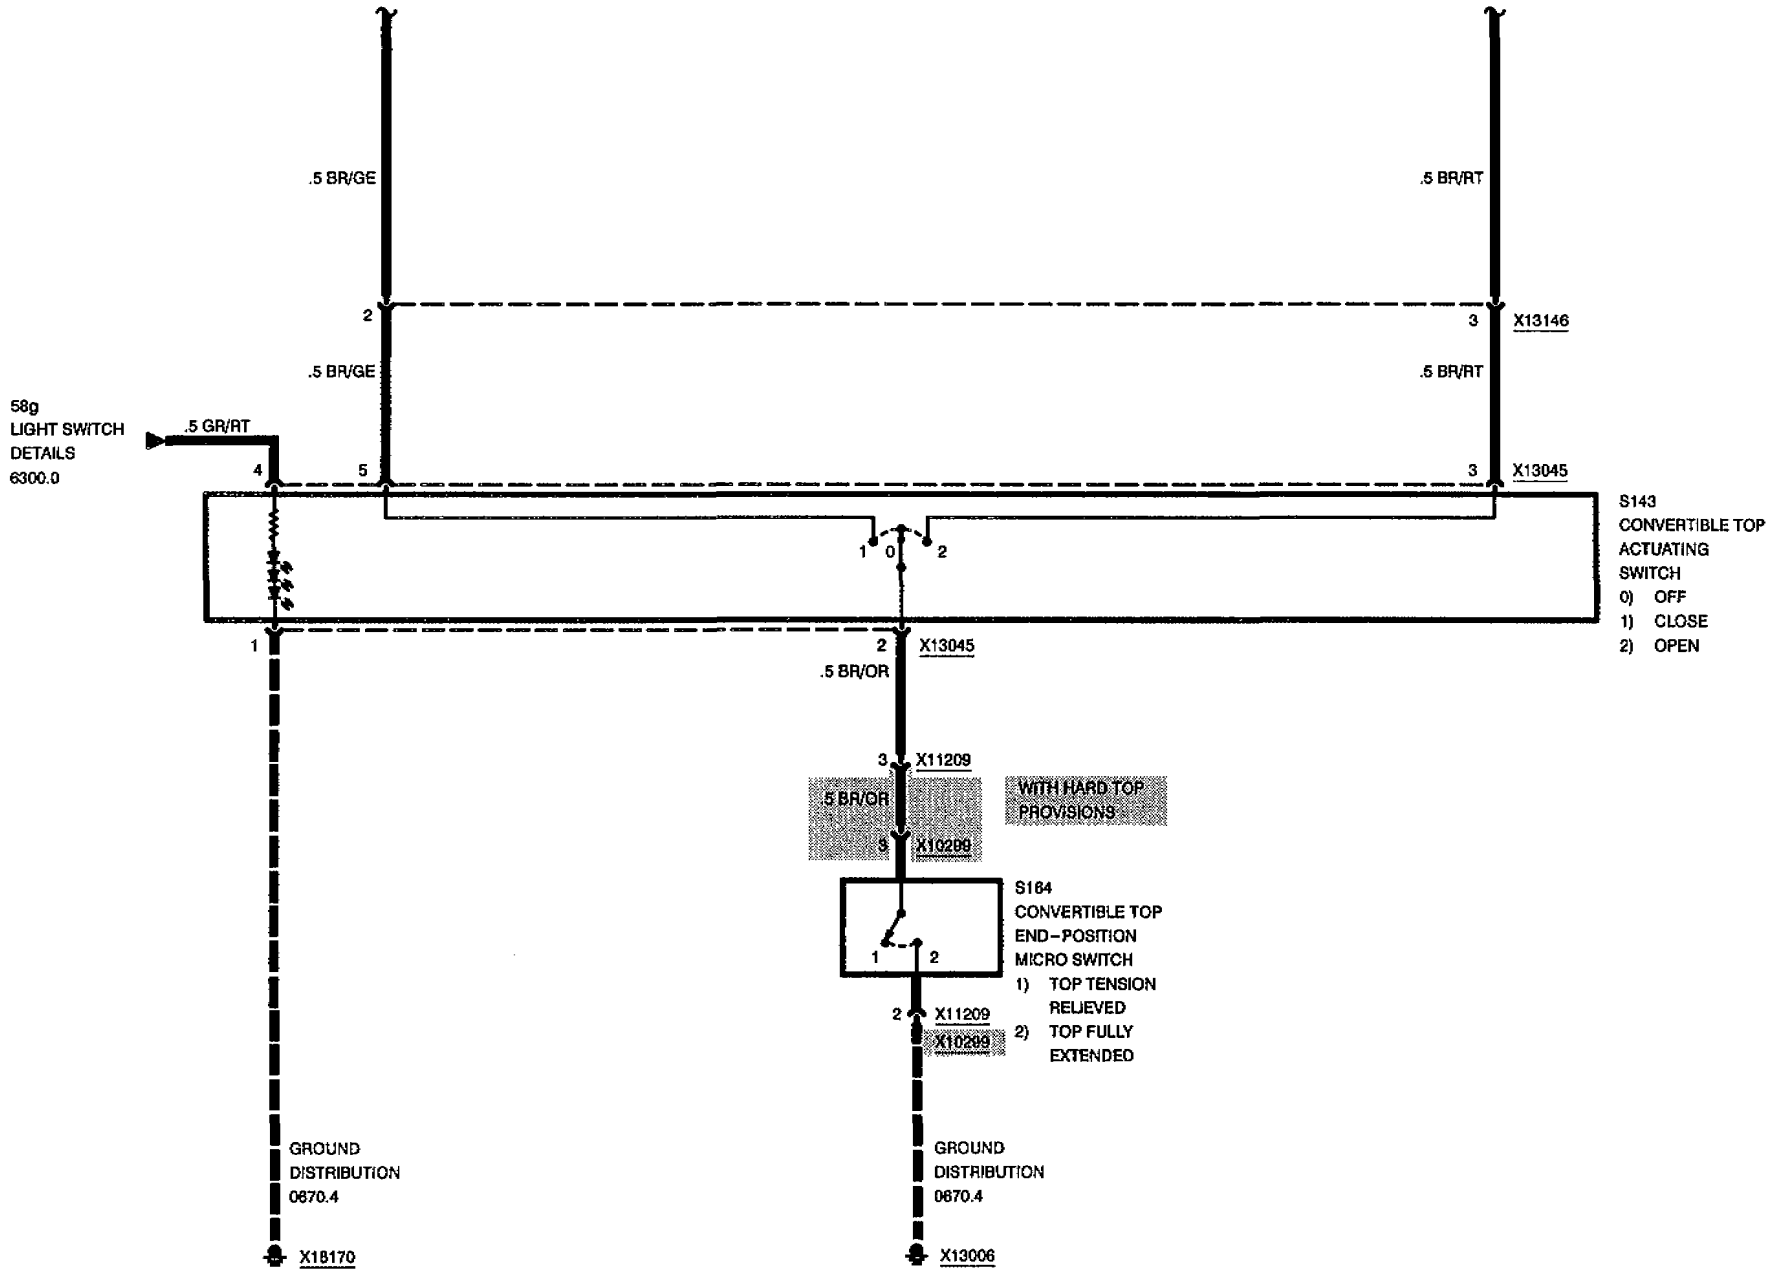 .5 BR/GE
.5 BR/RT
2
3 X13146
.5 BR/GE
.5 BR/RT
58g
LIGHT SWITCH
DETAILS
6300.0
.5 GR/RT
4
5
3 X13045
S143
CONVERTIBLE TOP
ACTUATING
SWITCH
0) OFF
1) CLOSE
2) OPEN
1 0 2
1
2 X13045
.5 BR/OR
3 X11209
.5 BR/OR
WITH HARD TOP
PROVISIONS
3 X10299
S164
CONVERTIBLE TOP
END-POSITION
MICRO SWITCH
1) TOP TENSION
RELIEVED
2) TOP FULLY
EXTENDED
1 2
2 X11209
X10299
GROUND
DISTRIBUTION
0670.4
GROUND
DISTRIBUTION
0670.4
X18170
X13006